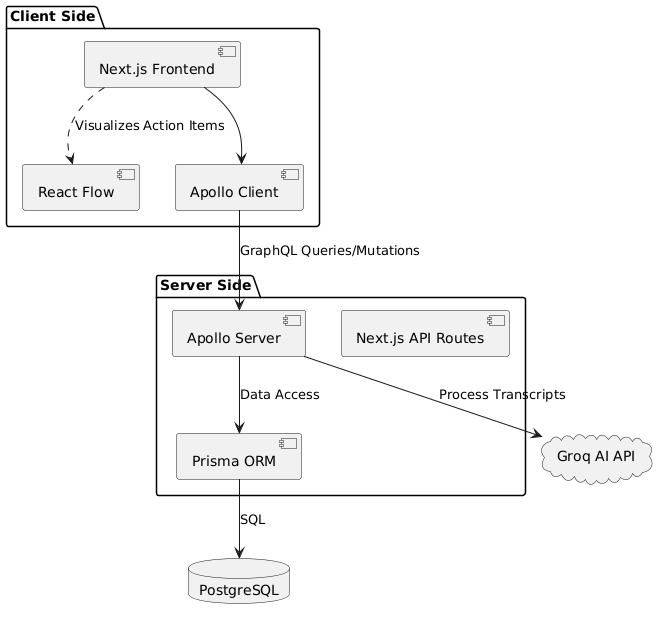 Client Side
Next.js Frontend
Visualizes Action Items
React Flow
Apollo Client
GraphQL Queries/Mutations
Server Side
Apollo Server
Next.js API Routes
Data Access
Process Transcripts
Prisma ORM
Groq AI API
SQL
PostgreSQL